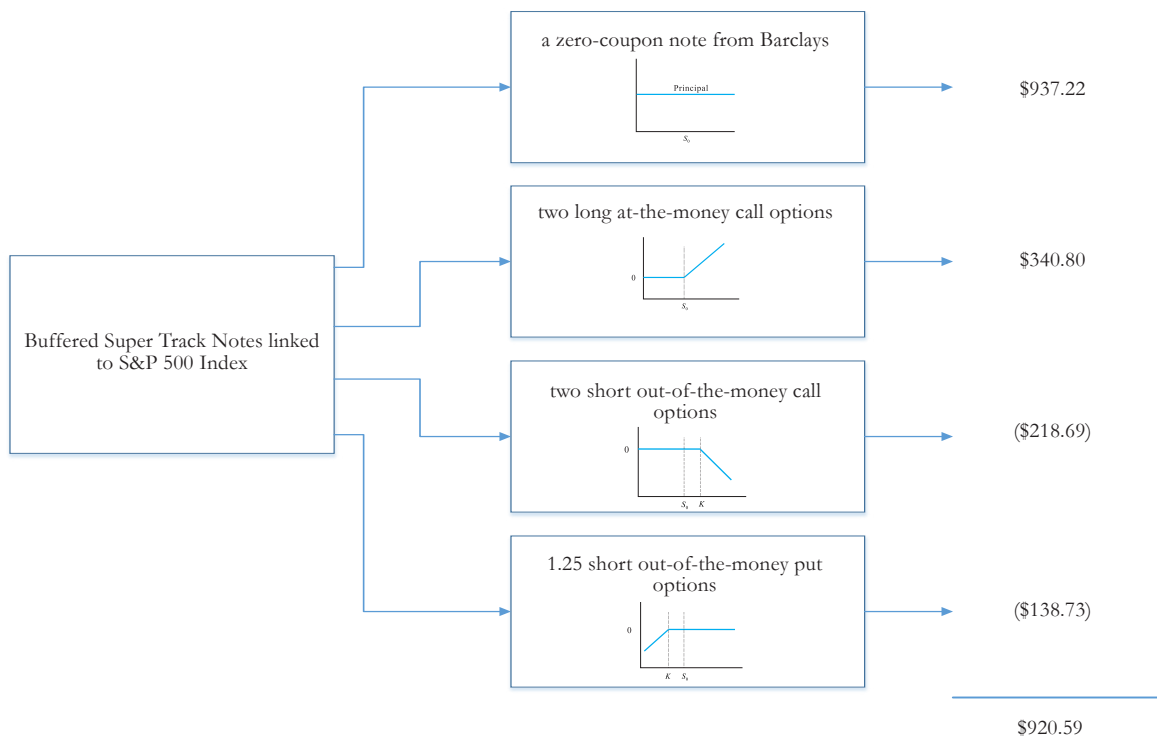 a zero-coupon note from Barclays
Principal
S₀
$937.22
two long at-the-money call options
0
S₀
$340.80
Buffered Super Track Notes linked
to S&P 500 Index
two short out-of-the-money call
options
0
S₀ K
($218.69)
1.25 short out-of-the-money put
options
0
K S₀
($138.73)
$920.59